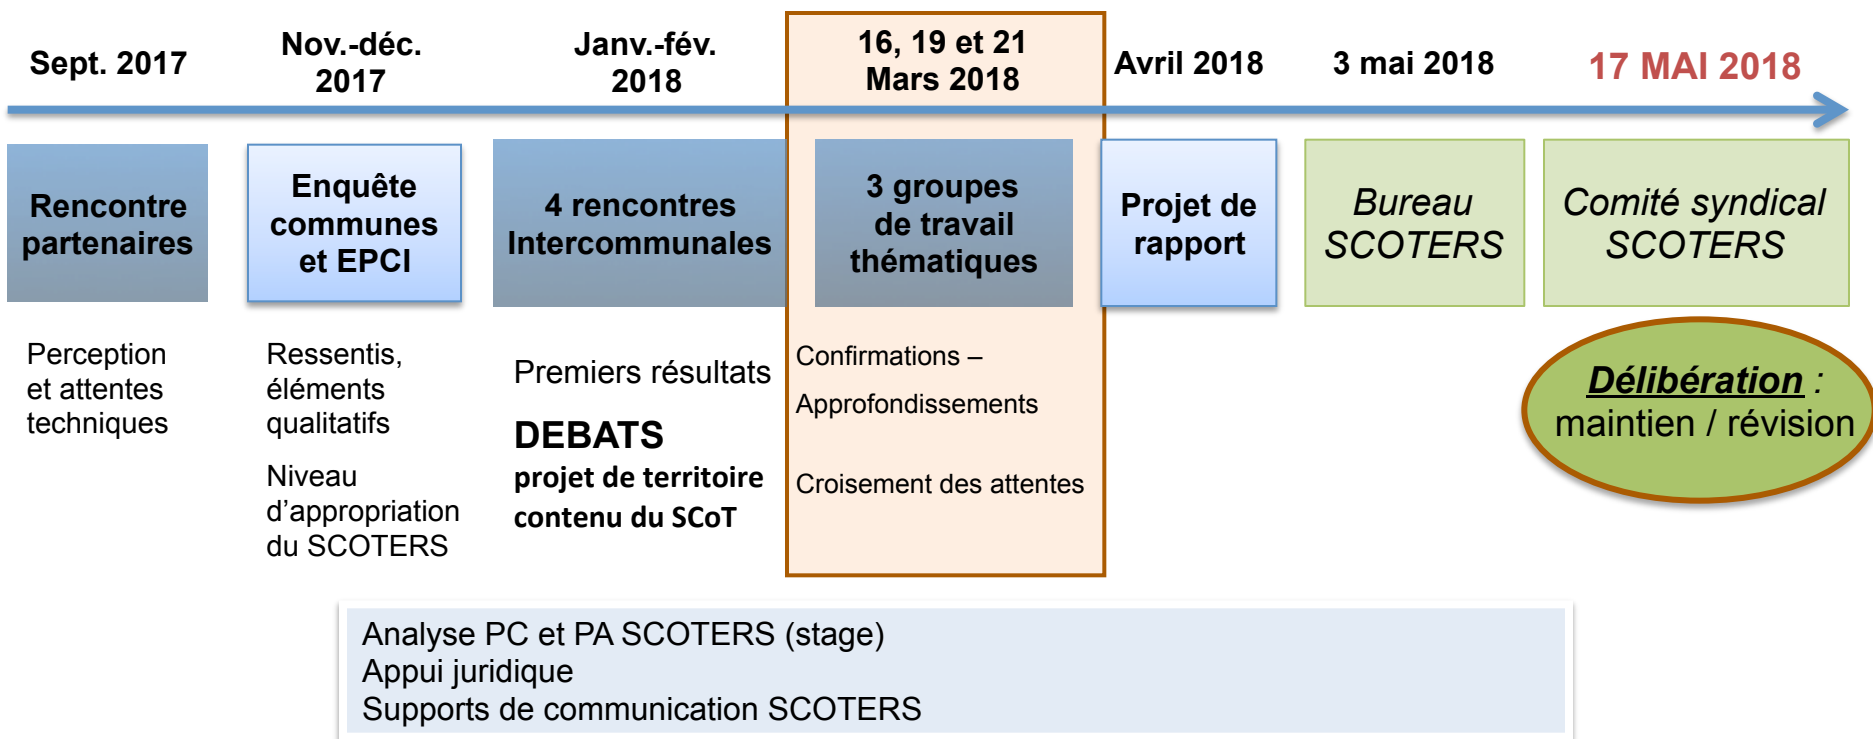 Sept. 2017
Nov.-déc.
2017
Janv.-fév.
2018
16, 19 et 21
Mars 2018
Avril 2018
3 mai 2018
17 MAI 2018
Rencontre
partenaires
Enquête
communes
et EPCI
4 rencontres
Intercommunales
3 groupes
de travail
thématiques
Projet de
rapport
Bureau
SCOTERS
Comité syndical
SCOTERS
Perception
et attentes
techniques
Ressentis,
éléments
qualitatifs
Niveau
d’appropriation
du SCOTERS
Premiers résultats
DEBATS
projet de territoire
contenu du SCoT
Confirmations –
Approfondissements
Croisement des attentes
Délibération :
maintien / révision
Analyse PC et PA SCOTERS (stage)
Appui juridique
Supports de communication SCOTERS